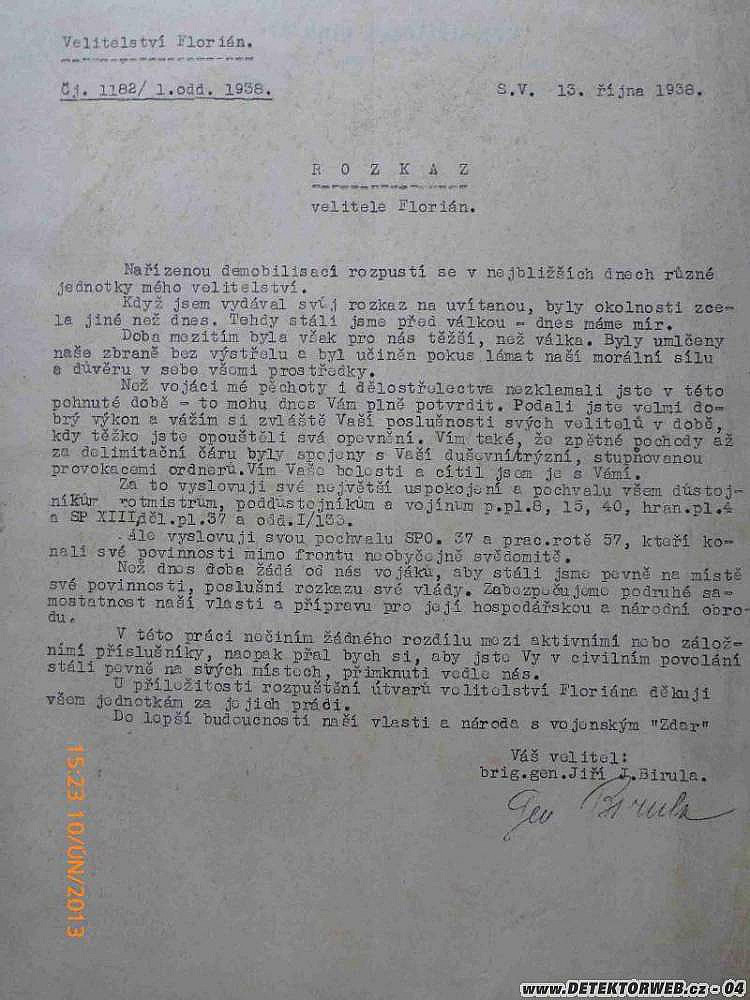 Velitelství Florián.
Čj. 1182/ 1.odd. 1938.
S.V. 13. října 1938.
R O Z K A Z
velitele Florián.
Nařízenou demobilisací rozpustí se v nejbližších dnech různé
jednotky mého velitelství.
Když jsem vydával svůj rozkaz na uvítanou, byly okolnosti zce-
la jiné než dnes. Tehdy stáli jsme před válkou - dnes máme mír.
Doba mezitím byla však pro nás těžší, než válka. Byly umlčeny
naše zbraně bez výstřelu a byl učiněn pokus lámat naší morální sílu
a důvěru v sebe všemi prostředky.
Než vojáci mé pěchoty i dělostřelectva nezklamali jste v této
pohnuté době - to mohu dnes Vám plně potvrdit. Podali jste velmi do-
brý výkon a vážím si zvláště Vaší poslušnosti svých velitelů v době,
kdy těžko jste opouštěli svá opevnění. Vím také, že zpětné pochody až
za delimitační čáru byly spojeny s Vaší duševní trýzní, stupňovanou
provokacemi ordnerů. Vím Vaše bolesti a cítil jsem je s Vámi.
Za to vyslovuji své největší uspokojení a pochvalu všem důstoj-
níkům rotmistrům, poddůstojníkům a vojínům p.pl.8, 13, 40, hran.pl.4
a SP XIII, děl.pl.37 a odd.I/133.
Dále vyslovuji svou pochvalu SPO. 37 a prac.rotě 57, kteří ko-
nali své povinnosti mimo frontu neobyčejně svědomitě.
Než dnes doba žádá od nás vojáků, aby stáli jsme pevně na místě
své povinnosti, poslušni rozkazu své vlády. Zabezpečujeme podruhé sa-
mostatnost naší vlasti a přípravu pro její hospodářskou a národní obro-
du.
V této práci nečiním žádného rozdílu mezi aktivními nebo zálož-
ními příslušníky, naopak přál bych si, aby jste Vy v civilním povolání
stáli pevně na svých místech, přimknuti vedle nás.
U příležitosti rozpuštění útvarů velitelství Floriána děkuji
všem jednotkám za jejich prádi.
Do lepší budoucnosti naší vlasti a národa s vojenským "Zdar"
Váš velitel:
brig.gen.Jiří J.Birula.
Gen Birula
15:23 10/ÚN/2013
www.DETEKTORWEB.cz - 04